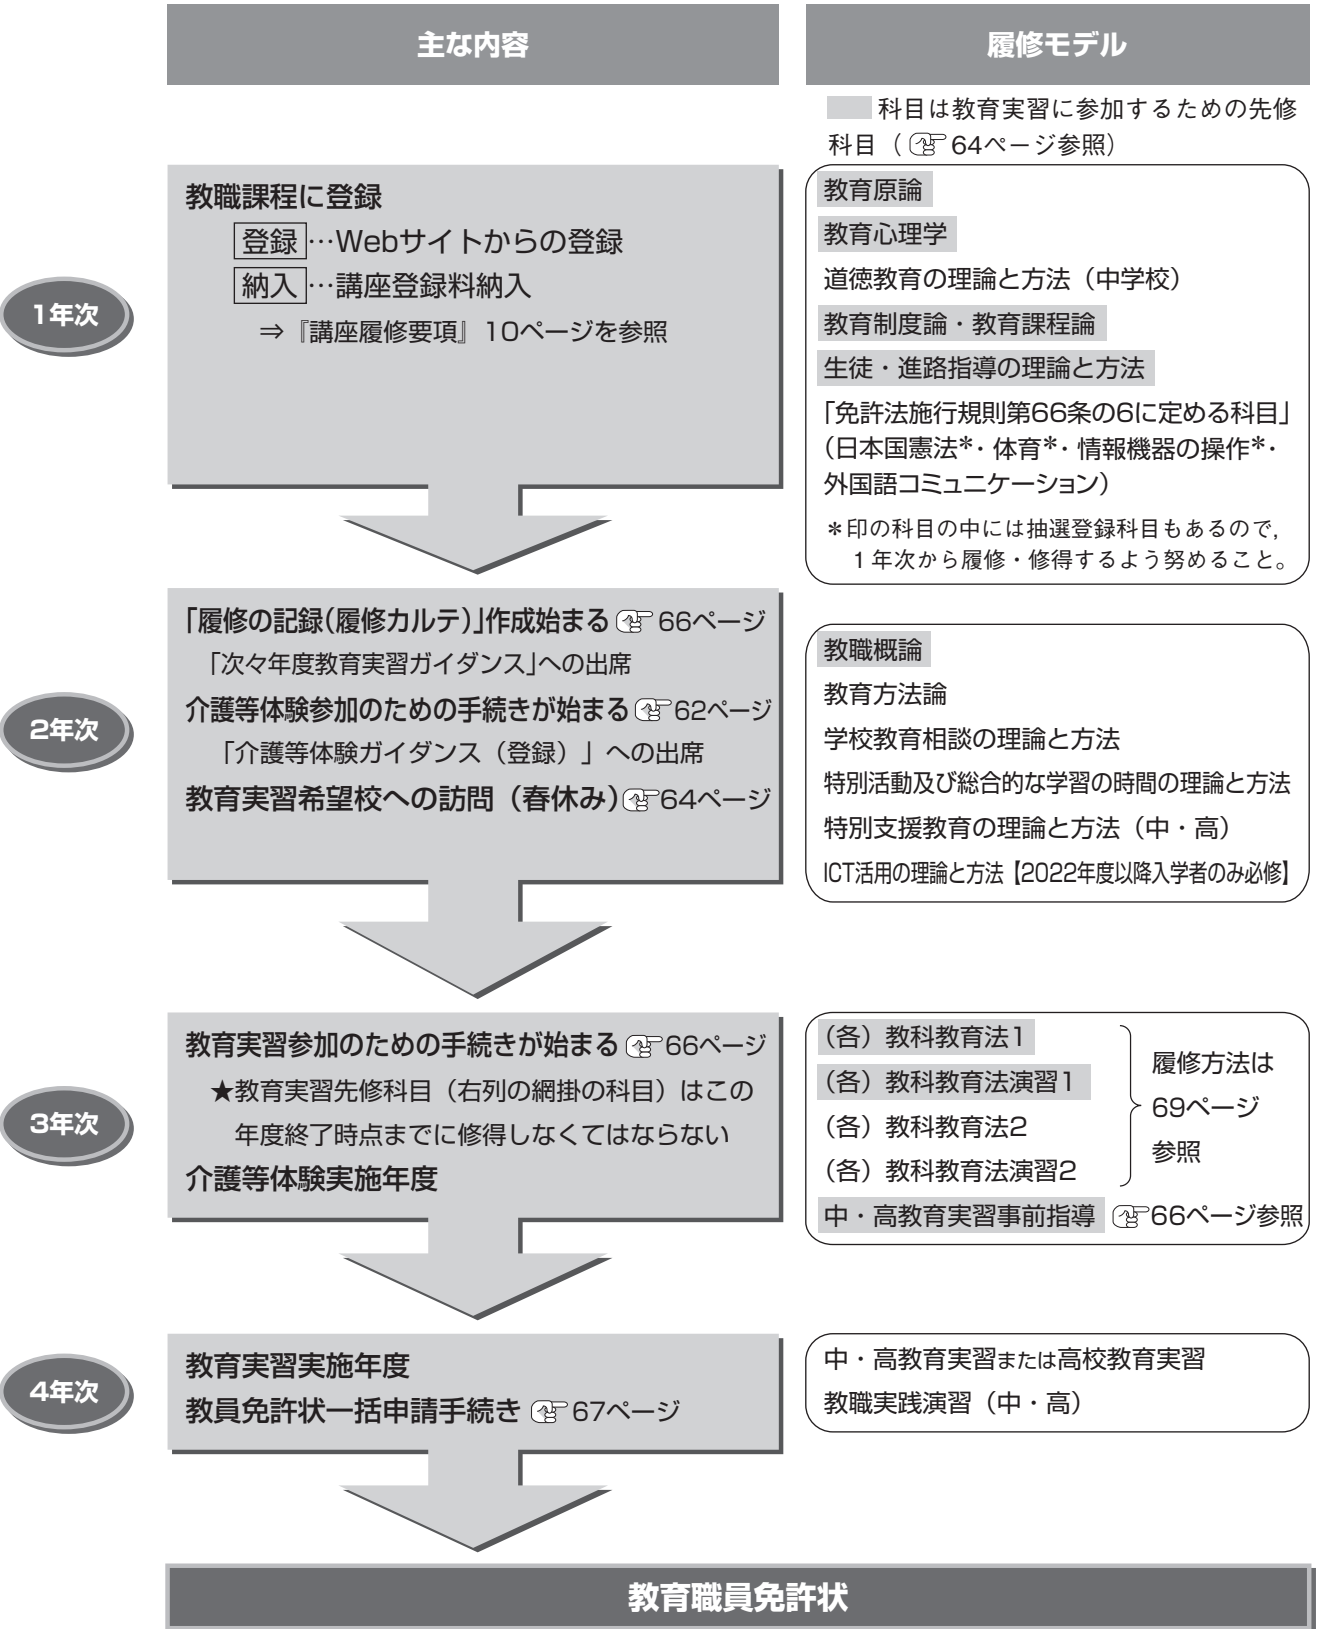 主な内容
履修モデル
科目は教育実習に参加するための先修
科目（☞64ページ参照）
1年次
教職課程に登録
登録…Webサイトからの登録
納入…講座登録料納入
⇒『講座履修要項』10ページを参照
教育原論
教育心理学
道徳教育の理論と方法（中学校）
教育制度論・教育課程論
生徒・進路指導の理論と方法
「免許法施行規則第66条の6に定める科目」
（日本国憲法＊・体育＊・情報機器の操作＊・
外国語コミュニケーション）
＊印の科目の中には抽選登録科目もあるので，
1年次から履修・修得するよう努めること。
2年次
「履修の記録（履修カルテ）」作成始まる☞66ページ
「次々年度教育実習ガイダンス」への出席
介護等体験参加のための手続きが始まる☞62ページ
「介護等体験ガイダンス（登録）」への出席
教育実習希望校への訪問（春休み）☞64ページ
教職概論
教育方法論
学校教育相談の理論と方法
特別活動及び総合的な学習の時間の理論と方法
特別支援教育の理論と方法（中・高）
ICT活用の理論と方法【2022年度以降入学者のみ必修】
3年次
教育実習参加のための手続きが始まる☞66ページ
★教育実習先修科目（右列の網掛の科目）はこの
年度終了時点までに修得しなくてはならない
介護等体験実施年度
（各）教科教育法1
（各）教科教育法演習1
（各）教科教育法2
（各）教科教育法演習2
履修方法は
69ページ
参照
中・高教育実習事前指導 ☞66ページ参照
4年次
教育実習実施年度
教員免許状一括申請手続き☞67ページ
中・高教育実習または高校教育実習
教職実践演習（中・高）
教育職員免許状